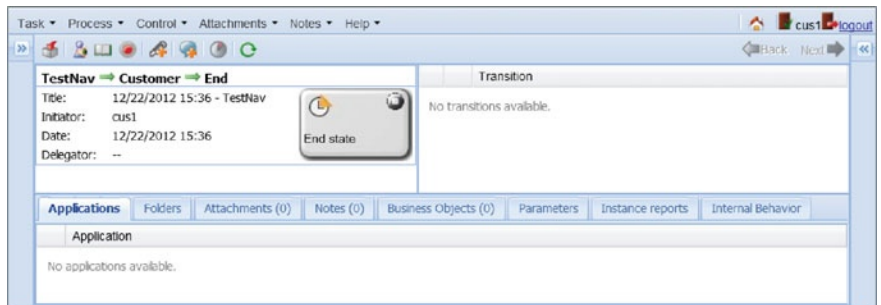 Task Process Control Attachments Notes Help cus1 logout
Back Next
TestNav Customer End
Title: 12/22/2012 15:36 - TestNav
Initiator: cus1
Date: 12/22/2012 15:36
Delegator: --
End state
Transition
No transitions available.
Applications Folders Attachments (0) Notes (0) Business Objects (0) Parameters Instance reports Internal Behavior
Application
No applications available.